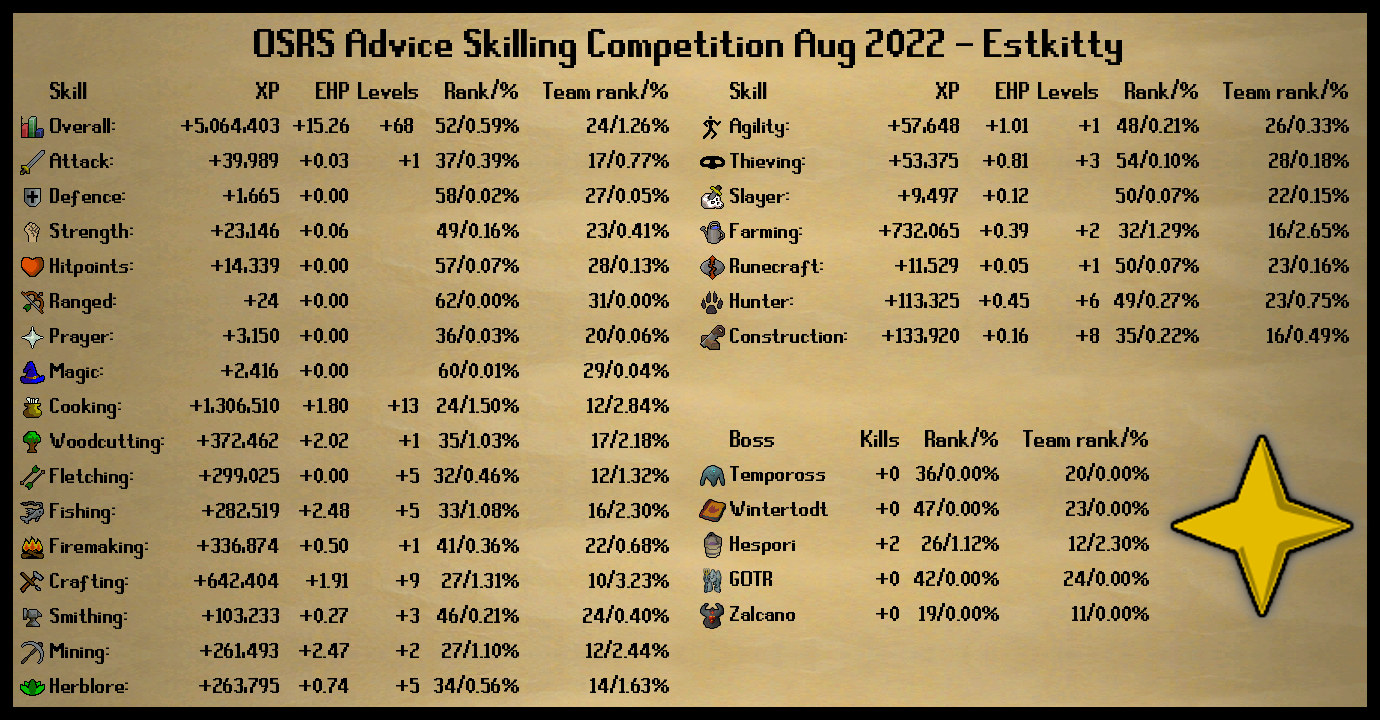 OSRS Advice Skilling Competition Aug 2022 - Estkitty
Skill XP EHP Levels Rank/% Team rank/%
Overall: +5,064,403 +15.26 +68 52/0.59% 24/1.26%
Attack: +39,989 +0.03 +1 37/0.39% 17/0.77%
Defence: +1,665 +0.00 58/0.02% 27/0.05%
Strength: +23,146 +0.06 49/0.16% 23/0.41%
Hitpoints: +14,339 +0.00 57/0.07% 28/0.13%
Ranged: +24 +0.00 62/0.00% 31/0.00%
Prayer: +3,150 +0.00 36/0.03% 20/0.06%
Magic: +2,416 +0.00 60/0.01% 29/0.04%
Cooking: +1,306,510 +1.80 +13 24/1.50% 12/2.84%
Woodcutting: +372,462 +2.02 +1 35/1.03% 17/2.18%
Fletching: +299,025 +0.00 +5 32/0.46% 12/1.32%
Fishing: +282,519 +2.48 +5 33/1.08% 16/2.30%
Firemaking: +336,874 +0.50 +1 41/0.36% 22/0.68%
Crafting: +642,404 +1.91 +9 27/1.31% 10/3.23%
Smithing: +103,233 +0.27 +3 46/0.21% 24/0.40%
Mining: +261,493 +2.47 +2 27/1.10% 12/2.44%
Herblore: +263,795 +0.74 +5 34/0.56% 14/1.63%
Skill XP EHP Levels Rank/% Team rank/%
Agility: +57,648 +1.01 +1 48/0.21% 26/0.33%
Thieving: +53,375 +0.81 +3 54/0.10% 28/0.18%
Slayer: +9,497 +0.12 50/0.07% 22/0.15%
Farming: +732,065 +0.39 +2 32/1.29% 16/2.65%
Runecraft: +11,529 +0.05 +1 50/0.07% 23/0.16%
Hunter: +113,325 +0.45 +6 49/0.27% 23/0.75%
Construction: +133,920 +0.16 +8 35/0.22% 16/0.49%
Boss Kills Rank/% Team rank/%
Tempoross +0 36/0.00% 20/0.00%
Wintertodt +0 47/0.00% 23/0.00%
Hespori +2 26/1.12% 12/2.30%
GOTR +0 42/0.00% 24/0.00%
Zalcano +0 19/0.00% 11/0.00%